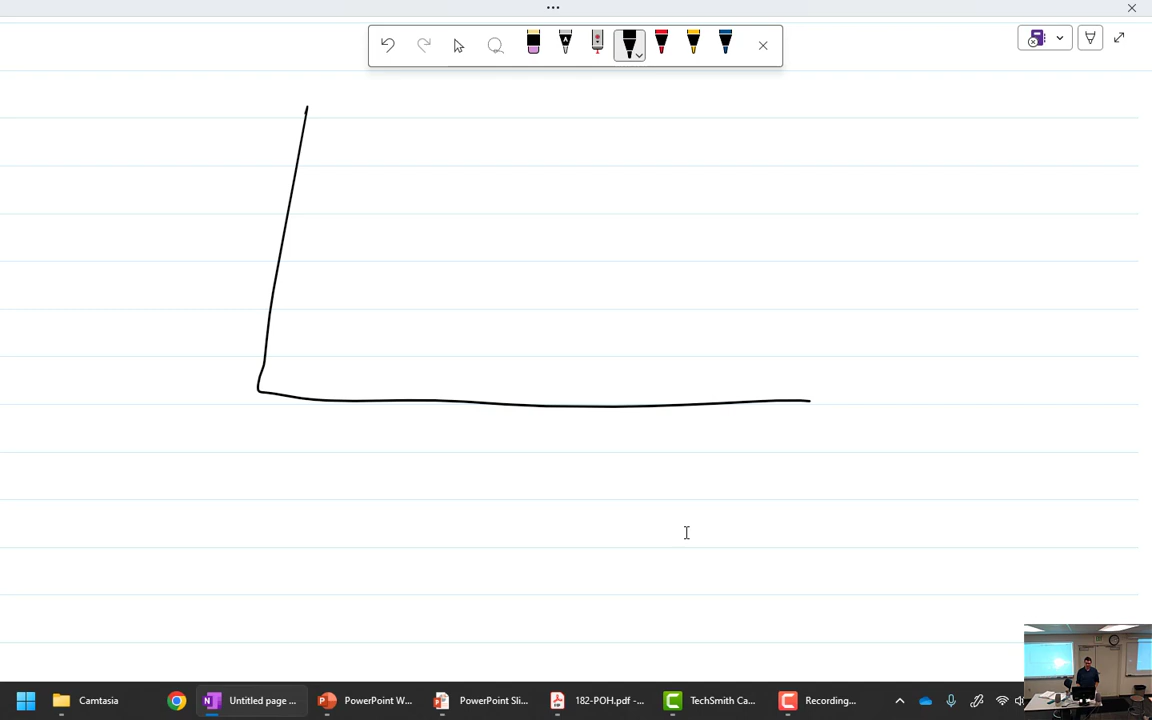 Camtasia
Untitled page ...
PowerPoint W...
PowerPoint Sli...
182-POH.pdf -...
TechSmith Ca...
Recording...